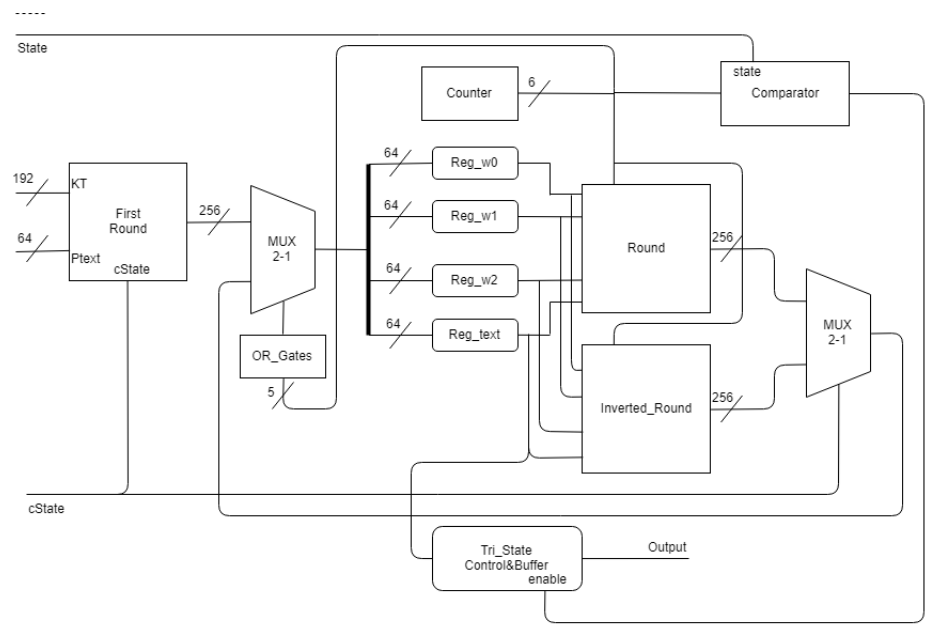 -----
State
Counter
6
state
Comparator
192
KT
First
Round
64
Ptext
cState
256
MUX
2-1
OR_Gates
5
64
Reg_w0
64
Reg_w1
64
Reg_w2
64
Reg_text
Round
256
Inverted_Round
256
MUX
2-1
cState
Tri_State
Control&Buffer
enable
Output